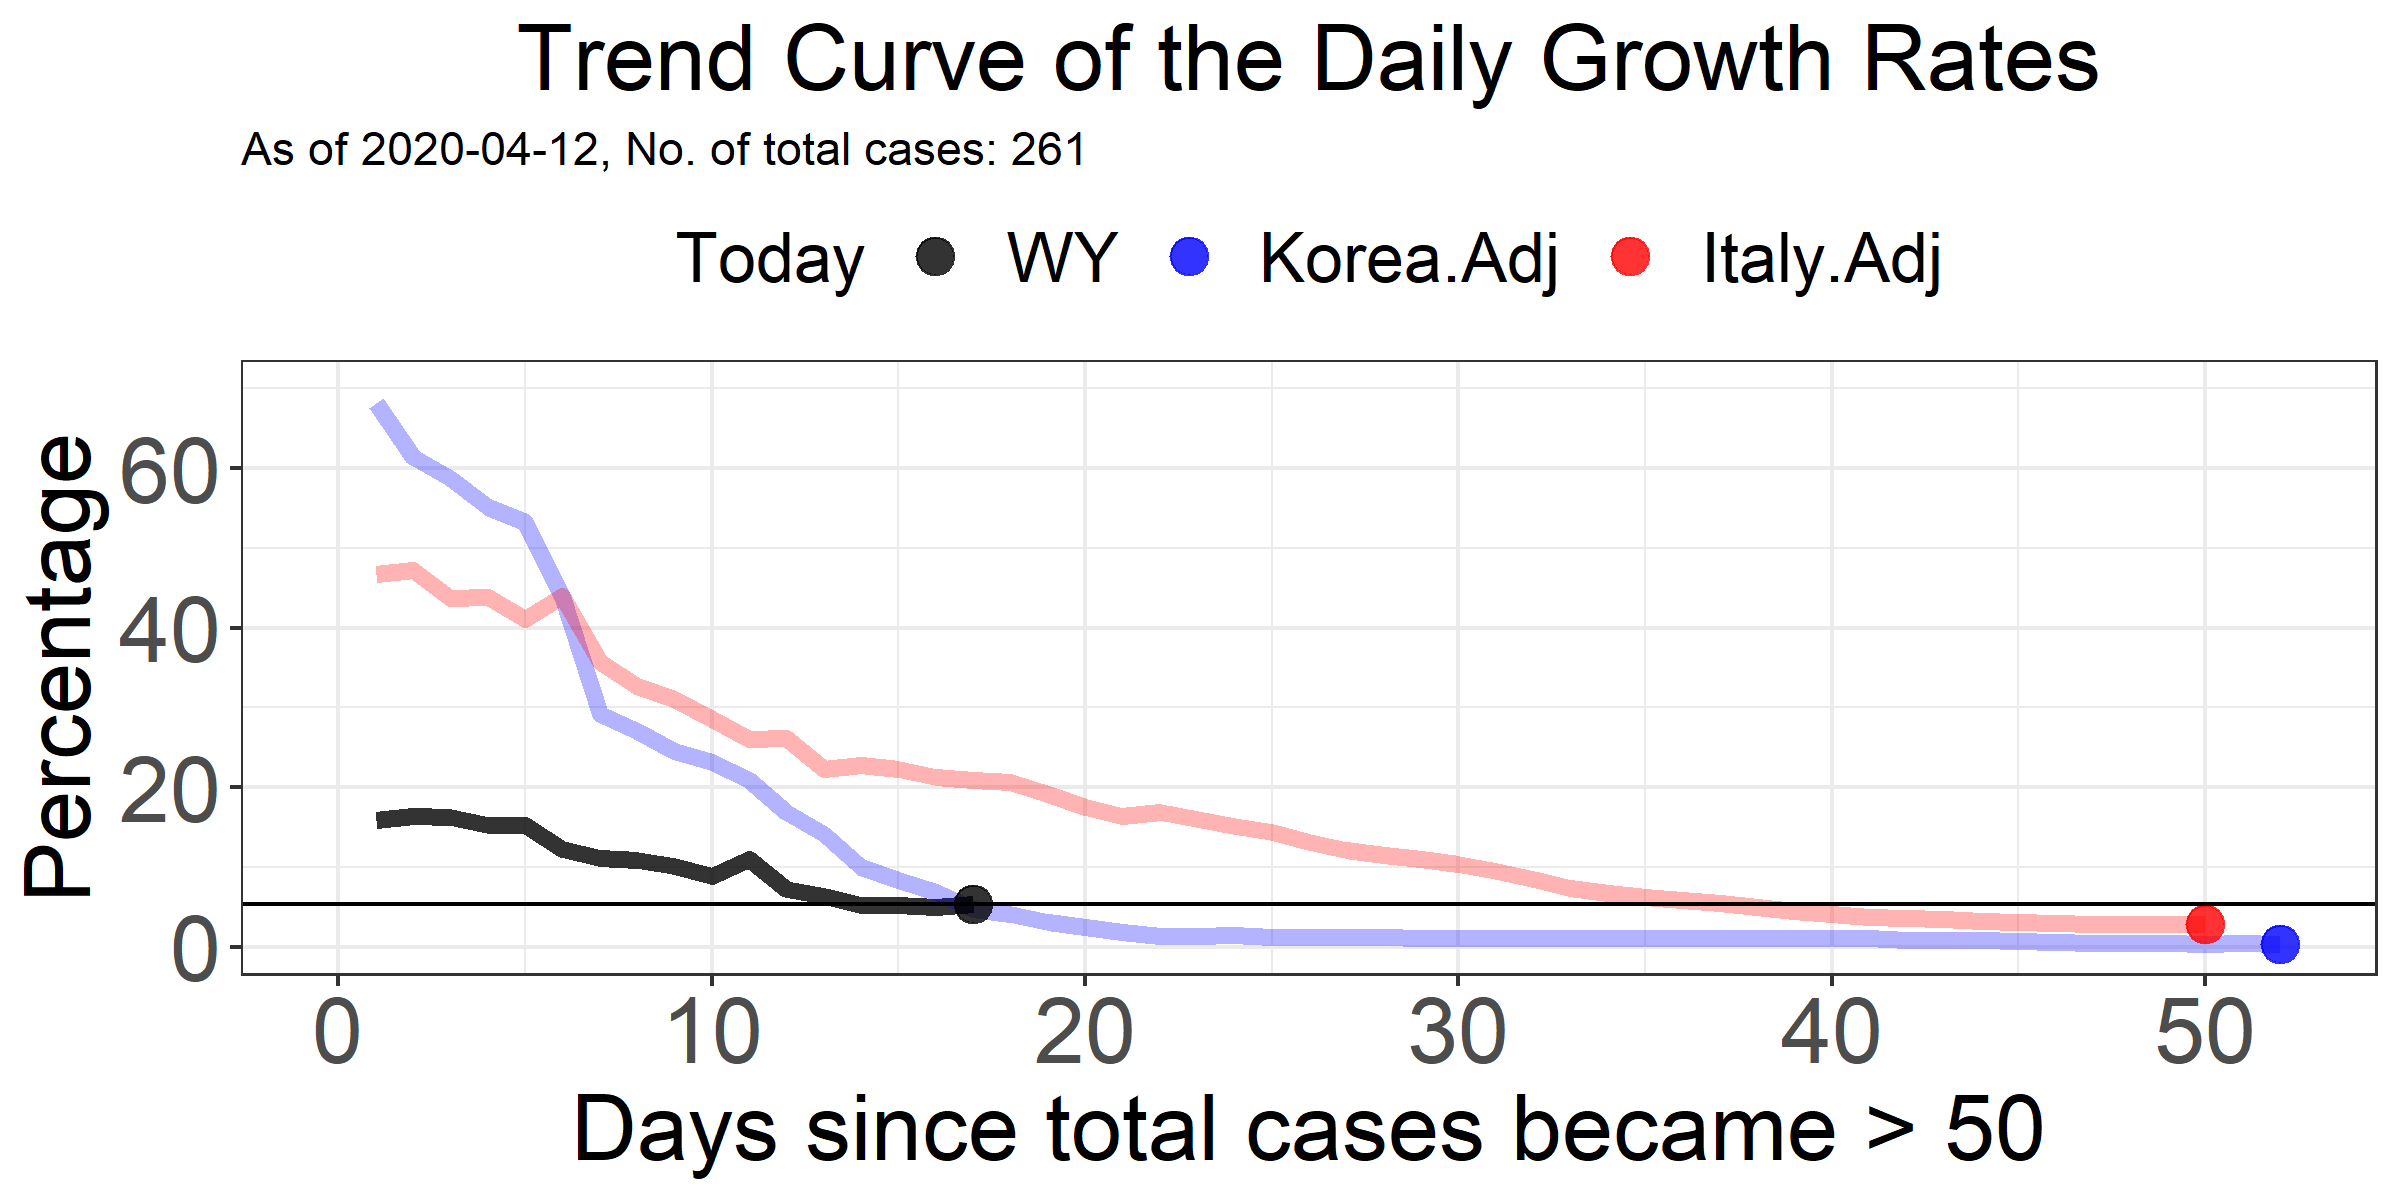 Trend Curve of the Daily Growth Rates
As of 2020-04-12, No. of total cases: 261
Today WY Korea.Adj Italy.Adj
Percentage
60
40
20
0
0 10 20 30 40 50
Days since total cases became > 50